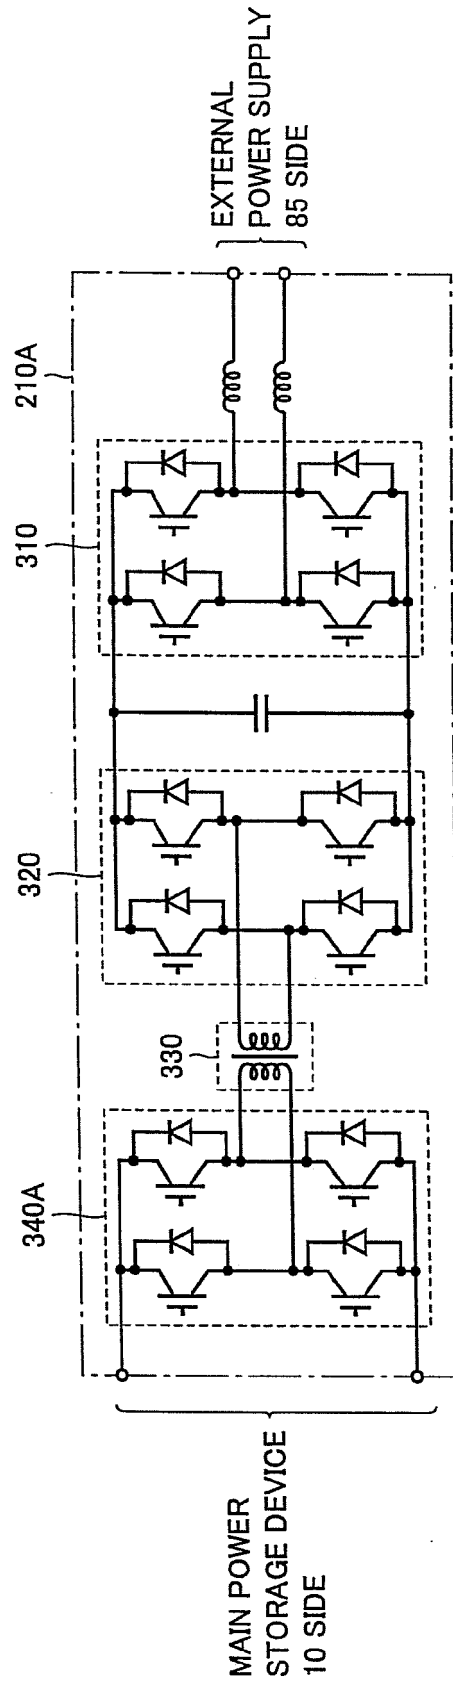 210A
310
320
330
340A
EXTERNAL
POWER SUPPLY
85 SIDE
MAIN POWER
STORAGE DEVICE
10 SIDE